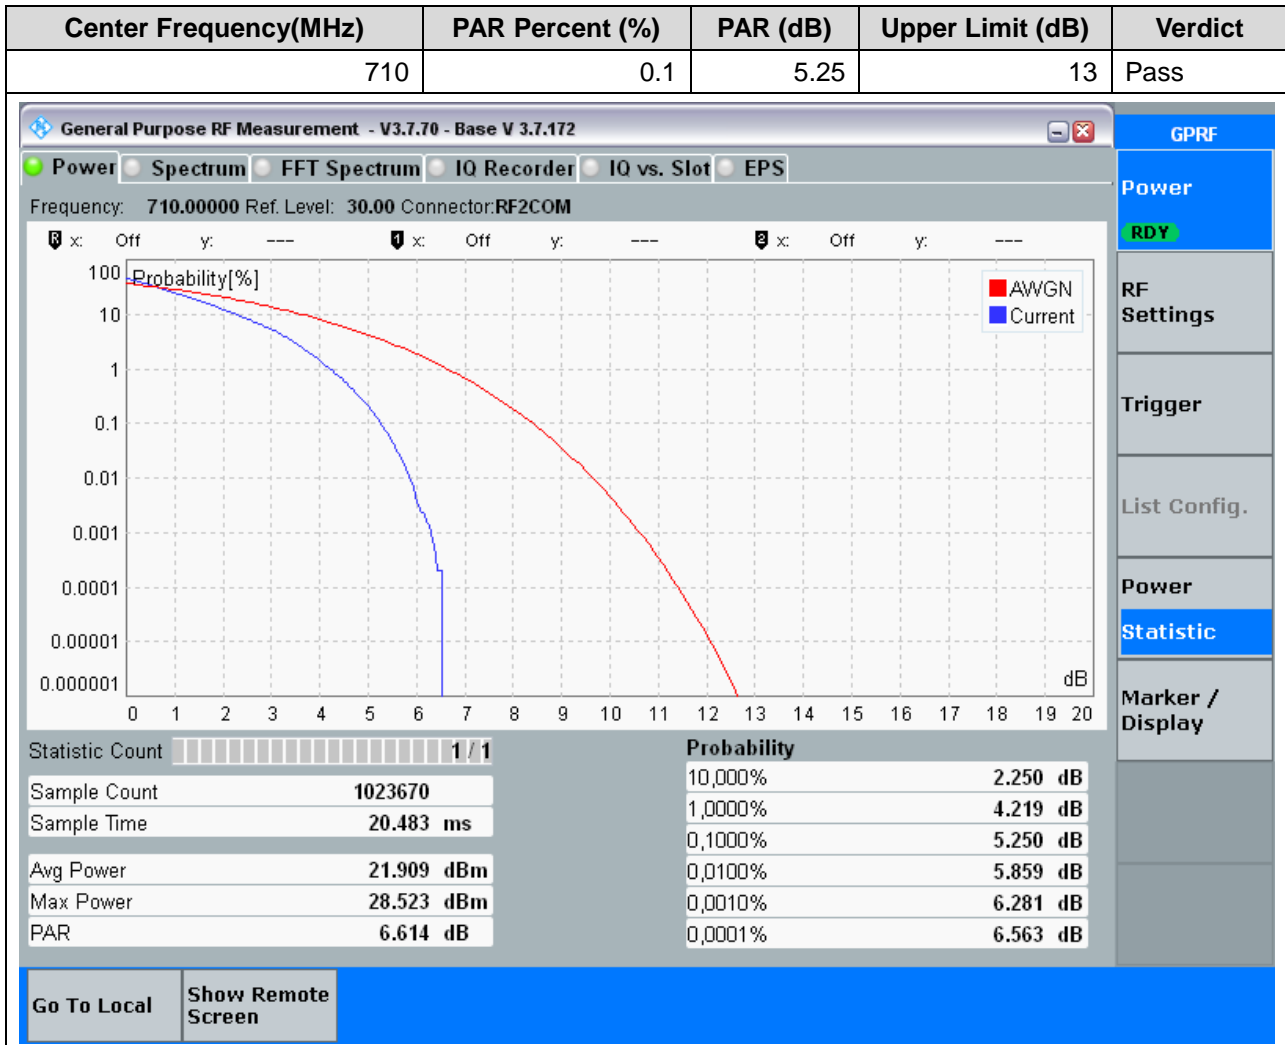 Center Frequency(MHz) PAR Percent (%) PAR (dB) Upper Limit (dB) Verdict
710 0.1 5.25 13 Pass
General Purpose RF Measurement - V3.7.70 - Base V 3.7.172
GPRF
Power Spectrum FFT Spectrum IQ Recorder IQ vs. Slot EPS
Power
RDY
Frequency: 710.00000 Ref. Level: 30.00 Connector:RF2COM
R x: Off y: --- 1 x: Off y: --- 2 x: Off y: ---
Probability[%]
AWGN
Current
100
10
1
0.1
0.01
0.001
0.0001
0.00001
0.000001
dB
0 1 2 3 4 5 6 7 8 9 10 11 12 13 14 15 16 17 18 19 20
RF
Settings
Trigger
List Config.
Power
Statistic
Marker /
Display
Statistic Count 1 / 1
Sample Count 1023670
Sample Time 20.483 ms
Avg Power 21.909 dBm
Max Power 28.523 dBm
PAR 6.614 dB
Probability
10,000% 2.250 dB
1,0000% 4.219 dB
0,1000% 5.250 dB
0,0100% 5.859 dB
0,0010% 6.281 dB
0,0001% 6.563 dB
Go To Local
Show Remote
Screen